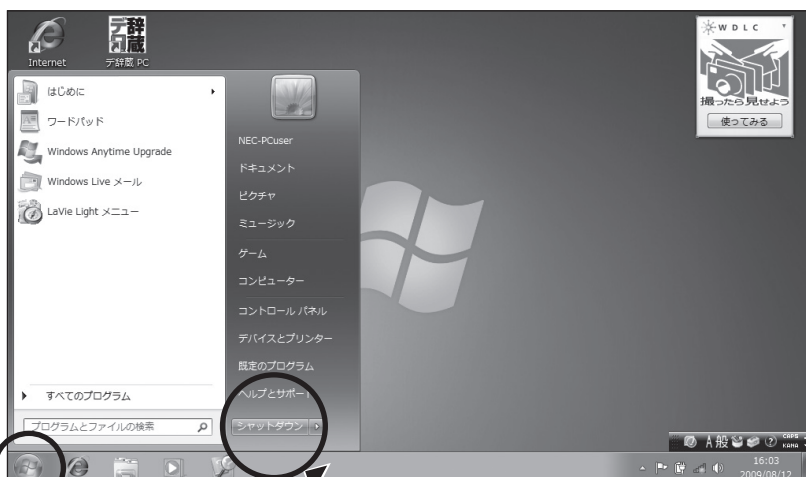 Internet
デ辞蔵 PC
デ辞蔵
はじめに
ワードパッド
Windows Anytime Upgrade
Windows Live メール
LaVie Light メニュー
すべてのプログラム
プログラムとファイルの検索
NEC-PCuser
ドキュメント
ピクチャ
ミュージック
ゲーム
コンピューター
コントロール パネル
デバイスとプリンター
既定のプログラム
ヘルプとサポート
シャットダウン
WDLC
撮ったら見せよう
使ってみる
A 般
CAPS
KANA
16:03
2009/08/12